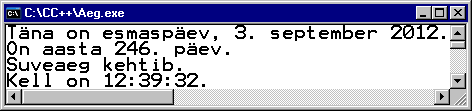 C:\CC++\Aeg.exe
Täna on esmaspäev, 3. september 2012.
On aasta 246. päev.
Suveaeg kehtib.
Kell on 12:39:32.